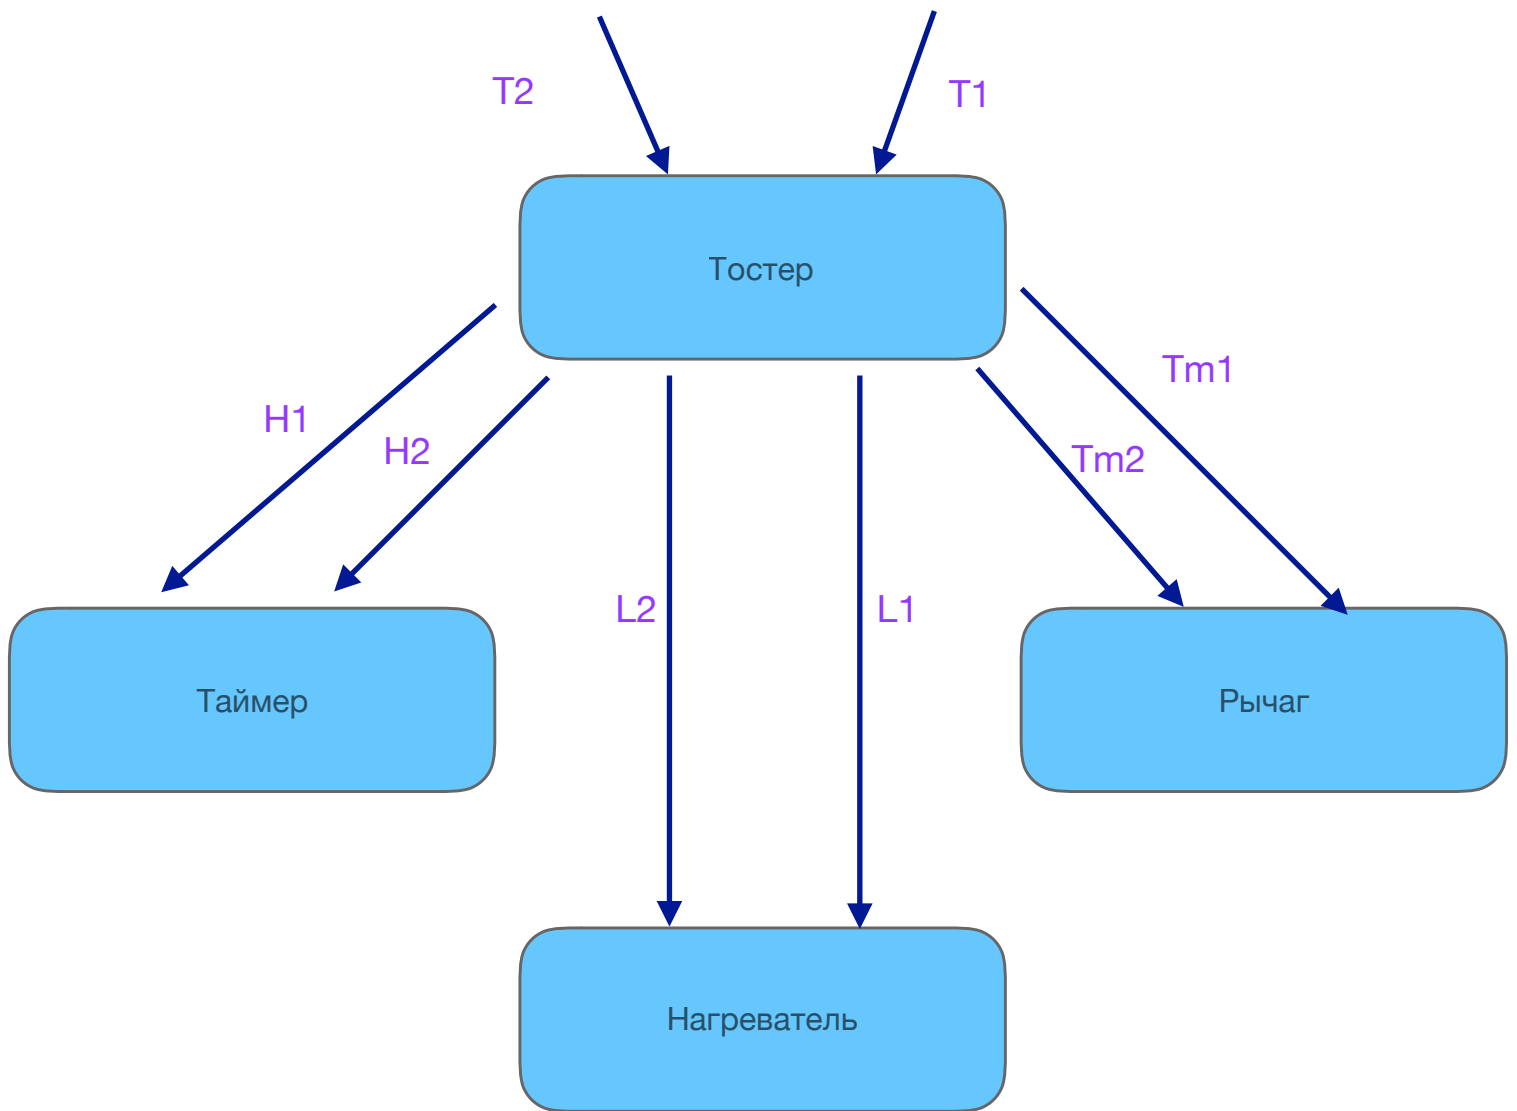 T2
T1
Тостер
Tm1
H1
H2
Tm2
L2
L1
Таймер
Рычаг
Нагреватель